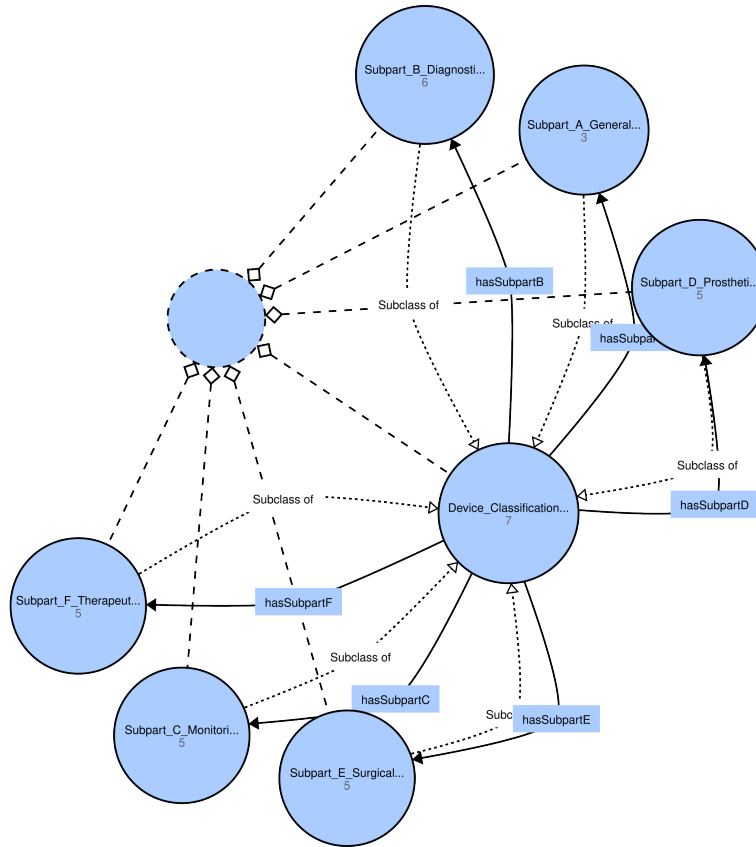 Subpart_B_Diagnosti...
6
Subpart_A_General...
3
Subpart_D_Prostheti...
5
hasSubpartB
Subclass of
Subclass of
hasSubpar
Subclass of
hasSubpartD
Subclass of
Device_Classification...
7
Subpart_F_Therapeut...
5
hasSubpartF
Subclass of
hasSubpartC
Subc
hasSubpartE
Subpart_C_Monitori...
5
Subpart_E_Surgical...
5